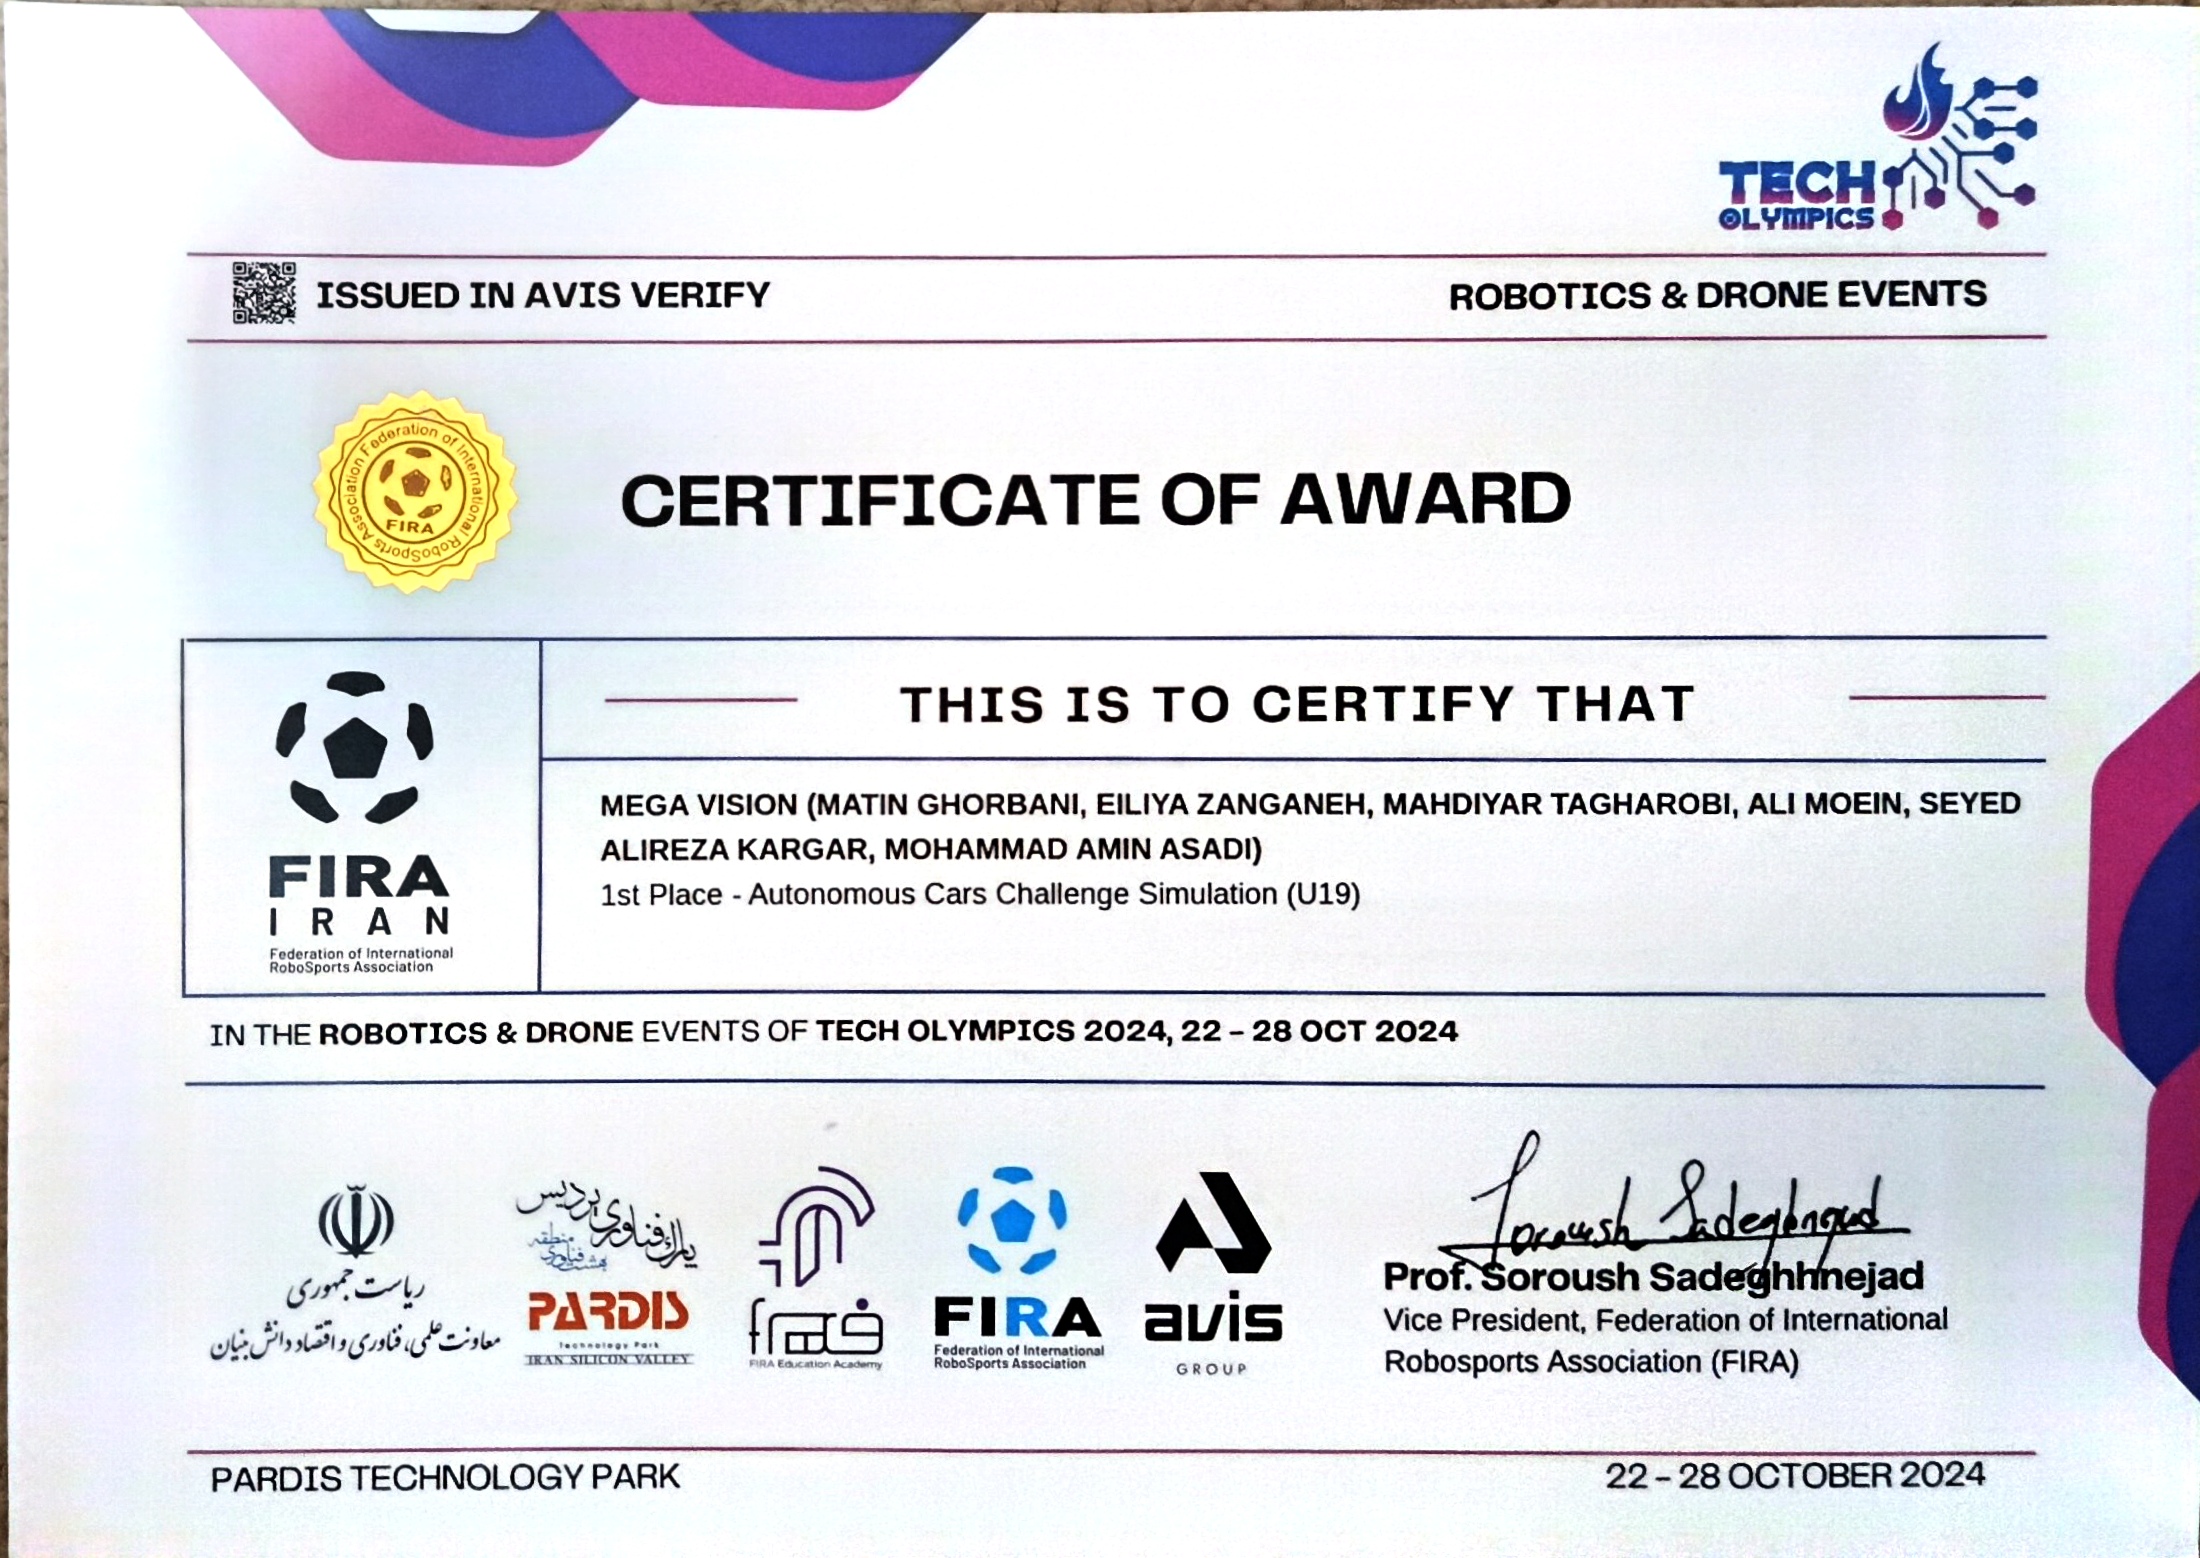 TECH
OLYMPICS
ISSUED IN AVIS VERIFY
ROBOTICS & DRONE EVENTS
Federation of International RoboSports Association
FIRA
CERTIFICATE OF AWARD
FIRA
IRAN
Federation of International
RoboSports Association
THIS IS TO CERTIFY THAT
MEGA VISION (MATIN GHORBANI, EILIYA ZANGANEH, MAHDIYAR TAGHAROBI, ALI MOEIN, SEYED
ALIREZA KARGAR, MOHAMMAD AMIN ASADI)
1st Place - Autonomous Cars Challenge Simulation (U19)
IN THE ROBOTICS & DRONE EVENTS OF TECH OLYMPICS 2024, 22 – 28 OCT 2024
ریاست جمهوری
معاونت علمی، فناوری و اقتصاد دانش بنیان
پارک فناوری پردیس
منطقه
PARDIS
Technology Park
IRAN SILICON VALLEY
فیرا
FIRA Education Academy
FIRA
Federation of International
RoboSports Association
avis
GROUP
Soroush Sadeghnejad
Prof. Soroush Sadeghhnejad
Vice President, Federation of International
Robosports Association (FIRA)
PARDIS TECHNOLOGY PARK
22 – 28 OCTOBER 2024